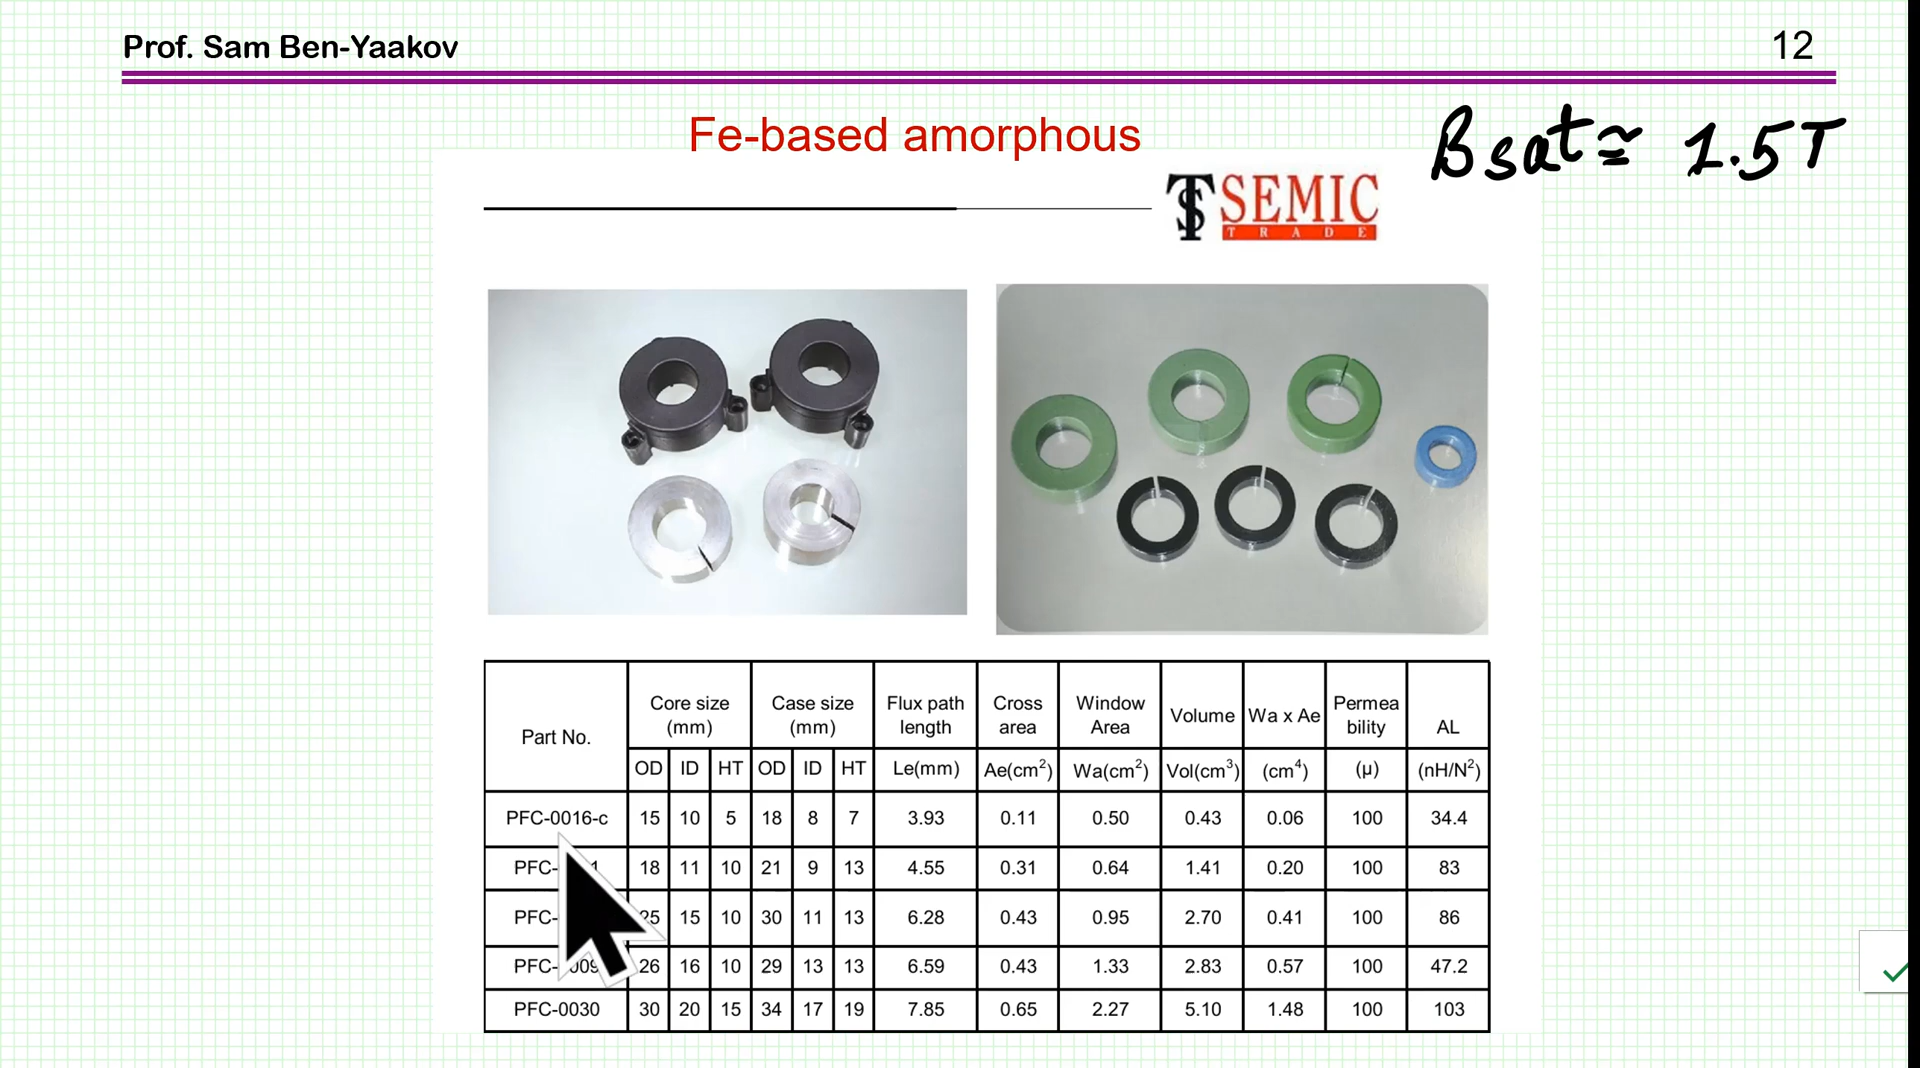 Prof. Sam Ben-Yaakov 12
Fe-based amorphous
Bsat ≅ 1.5T
TS SEMIC
TRADE
Part No. Core size (mm) Case size (mm) Flux path length Cross area Window Area Volume Wa x Ae Permea bility AL
OD ID HT OD ID HT Le(mm) Ae(cm²) Wa(cm²) Vol(cm³) (cm⁴) (µ) (nH/N²)
PFC-0016-c 15 10 5 18 8 7 3.93 0.11 0.50 0.43 0.06 100 34.4
18 11 10 21 9 13 4.55 0.31 0.64 1.41 0.20 100 83
15 10 30 11 13 6.28 0.43 0.95 2.70 0.41 100 86
26 16 10 29 13 13 6.59 0.43 1.33 2.83 0.57 100 47.2
PFC-0030 30 20 15 34 17 19 7.85 0.65 2.27 5.10 1.48 100 103